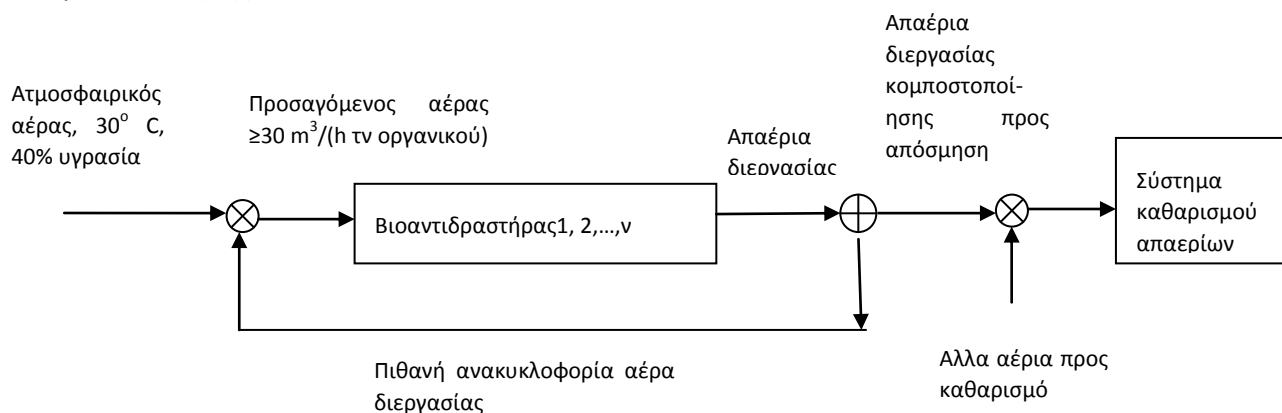 Ατμοσφαιρικός
αέρας, 30° C,
40% υγρασία
Προσαγόμενος αέρας
≥30 m³/(h τν οργανικού)
Απαέρια
διεργασίας
Απαέρια
διεργασίας
κομποστοποί-
ησης προς
απόσμηση
Βιοαντιδραστήρας1, 2,...,ν
Σύστημα
καθαρισμού
απαερίων
Πιθανή ανακυκλοφορία αέρα
διεργασίας
Αλλα αέρια προς
καθαρισμό